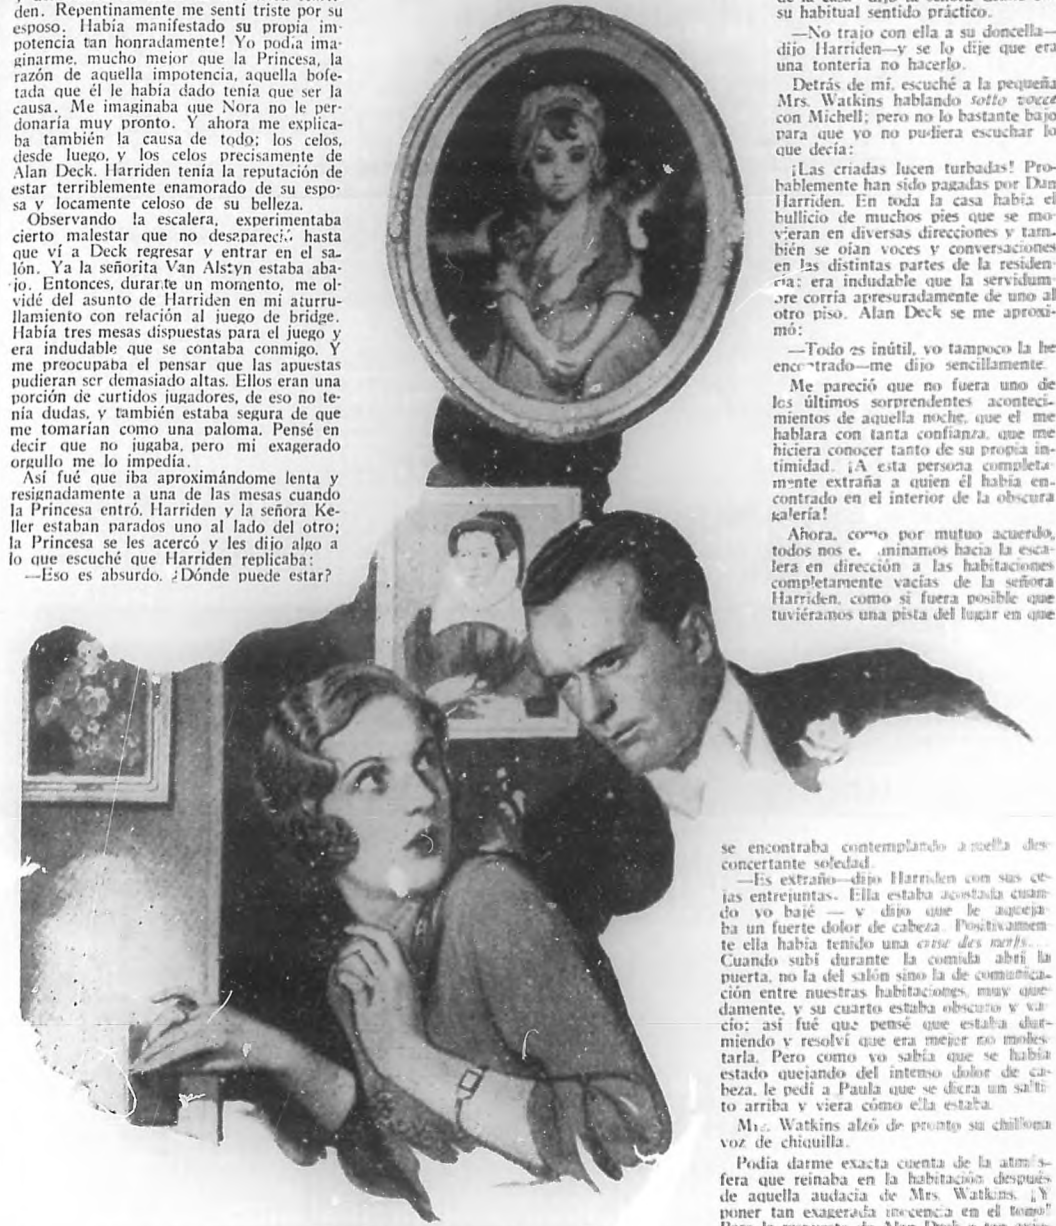 den. Repentinamente me sentí triste por su
esposo. Había manifestado su propia im-
potencia tan honradamente! Yo podía ima-
ginarme, mucho mejor que la Princesa, la
razón de aquella impotencia, aquella bofe-
tada que él le había dado tenía que ser la
causa. Me imaginaba que Nora no le per-
donaría muy pronto. Y ahora me explica-
ba también la causa de todo; los celos,
desde luego, y los celos precisamente de
Alan Deck. Harriden tenía la reputación de
estar terriblemente enamorado de su espo-
sa y locamente celoso de su belleza.
Observando la escalera, experimentaba
cierto malestar que no desapareció hasta
que ví a Deck regresar y entrar en el sa-
lón. Ya la señorita Van Alstyn estaba aba-
jo. Entonces, durante un momento, me ol-
vidé del asunto de Harriden en mi aturru-
llamiento con relación al juego de bridge.
Había tres mesas dispuestas para el juego y
era indudable que se contaba conmigo. Y
me preocupaba el pensar que las apuestas
pudieran ser demasiado altas. Ellos eran una
porción de curtidos jugadores, de eso no te-
nía dudas, y también estaba segura de que
me tomarían como una paloma. Pensé en
decir que no jugaba, pero mi exagerado
orgullo me lo impedía.
Así fué que iba aproximándome lenta y
resignadamente a una de las mesas cuando
la Princesa entró. Harriden y la señora Ke-
ller estaban parados uno al lado del otro;
la Princesa se les acercó y les dijo algo a
lo que escuché que Harriden replicaba:
—Eso es absurdo. ¿Dónde puede estar?
su habitual sentido práctico.
—No trajo con ella a su doncella—
dijo Harriden—y se lo dije que era
una tontería no hacerlo.
Detrás de mí, escuché a la pequeña
Mrs. Watkins hablando sotto vocce
con Michell; pero no lo bastante bajo
para que yo no pudiera escuchar lo
que decía:
¡Las criadas lucen turbadas! Pro-
bablemente han sido pagadas por Dan
Harriden. En toda la casa había el
bullicio de muchos pies que se mo-
vieran en diversas direcciones y tam-
bién se oían voces y conversaciones
en las distintas partes de la residen-
cia; era indudable que la servidum-
bre corría apresuradamente de uno al
otro piso. Alan Deck se me aproxi-
mó:
—Todo es inútil, yo tampoco la he
encontrado—me dijo sencillamente.
Me pareció que no fuera uno de
los últimos sorprendentes aconteci-
mientos de aquella noche, que el me
hablara con tanta confianza, que me
hiciera conocer tanto de su propia in-
timidad. ¡A esta persona completa-
mente extraña a quien él había en-
contrado en el interior de la obscura
galería!
Ahora, como por mutuo acuerdo,
todos nos e. minamos hacia la esca-
lera en dirección a las habitaciones
completamente vacías de la señora
Harriden, como si fuera posible que
tuviéramos una pista del lugar en que
se encontraba contemplando aquella des-
concertante soledad.
—Es extraño—dijo Harriden con sus ce-
jas entrejuntas. Ella estaba acostada cuan-
do yo bajé — y dijo que le aqueja-
ba un fuerte dolor de cabeza. Positivamen-
te ella había tenido una crise des nerfs....
Cuando subí durante la comida abrí la
puerta, no la del salón sino la de comunica-
ción entre nuestras habitaciones, muy que-
damente, y su cuarto estaba obscuro y va-
cío; así fué que pensé que estaba dur-
miendo y resolví que era mejor no moles-
tarla. Pero como yo sabía que se había
estado quejando del intenso dolor de ca-
beza, le pedí a Paula que se diera un salti-
to arriba y viera cómo ella estaba.
Mrs. Watkins alzó de pronto su chillona
voz de chiquilla.
Podía darme exacta cuenta de la atmós-
fera que reinaba en la habitación después
de aquella audacia de Mrs. Watkins. ¡Y
poner tan exagerada inocencia en el tono!